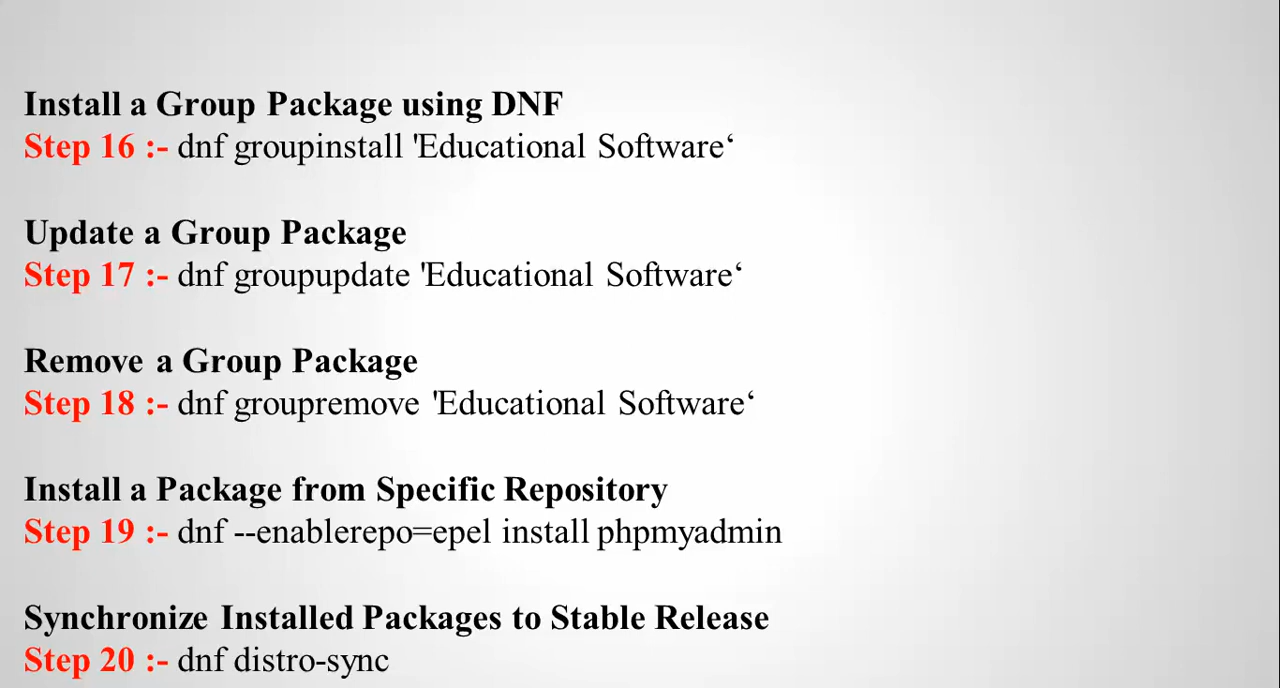 Install a Group Package using DNF
Step 16 :- dnf groupinstall 'Educational Software‘
Update a Group Package
Step 17 :- dnf groupupdate 'Educational Software‘
Remove a Group Package
Step 18 :- dnf groupremove 'Educational Software‘
Install a Package from Specific Repository
Step 19 :- dnf --enablerepo=epel install phpmyadmin
Synchronize Installed Packages to Stable Release
Step 20 :- dnf distro-sync